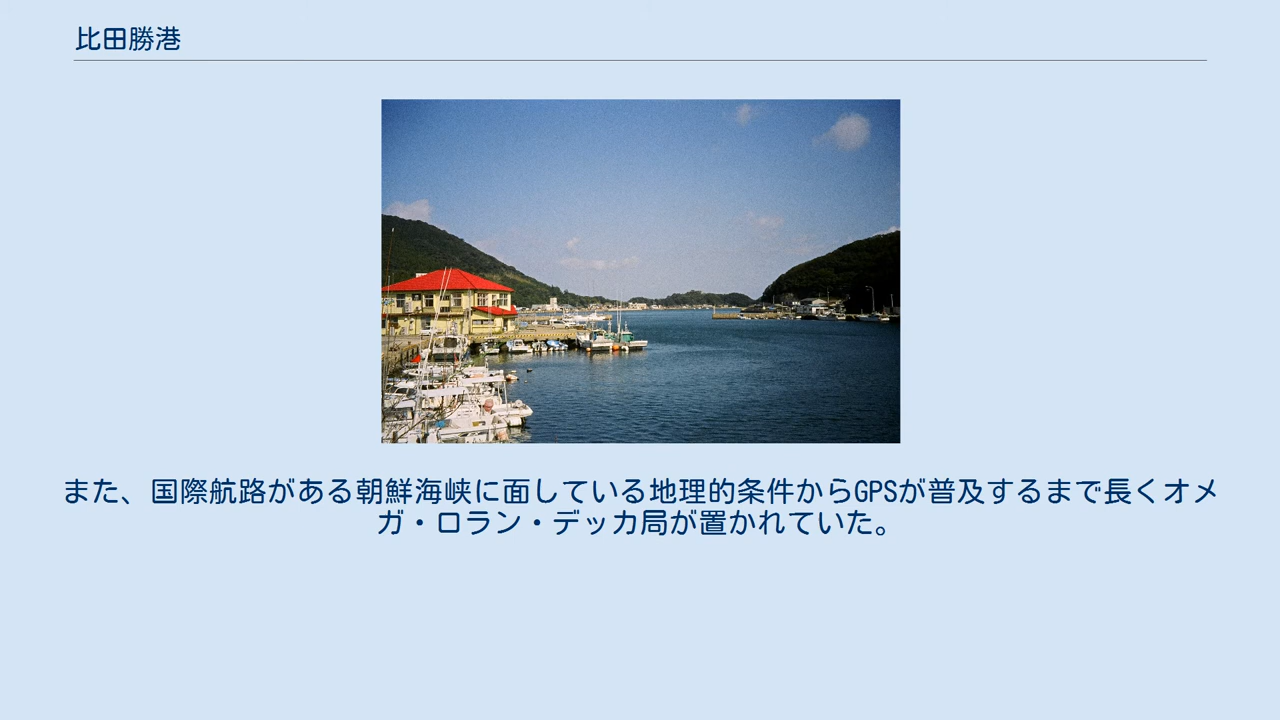 比田勝港
また、国際航路がある朝鮮海峡に面している地理的条件からGPSが普及するまで長くオメ
ガ・ロラン・デッカ局が置かれていた。